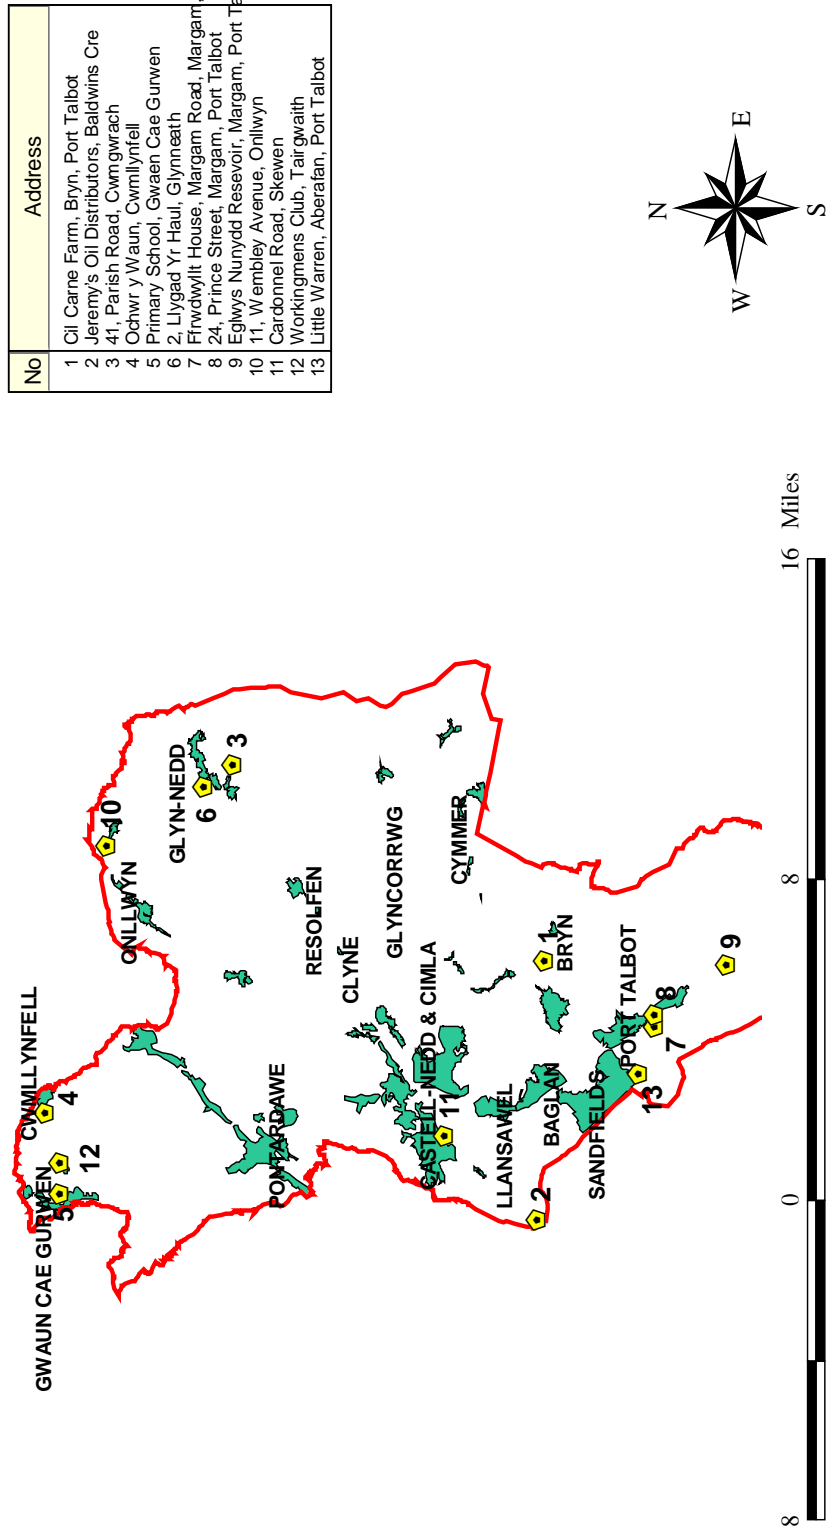 No Address
1 Cil Carne Farm, Bryn, Port Talbot
2 Jeremy's Oil Distributors, Baldwins Cre
3 41, Parish Road, Cwmgwrach
4 Ochwr y Waun, Cwmllynfell
5 Primary School, Gwaen Cae Gurwen
6 2, Llygad Yr Haul, Glynneath
7 Ffrwdwyllt House, Margam Road, Margam,
8 24, Prince Street, Margam, Port Talbot
9 Eglwys Nunydd Resevoir, Margam, Port Ta
10 11, Wembley Avenue, Onllwyn
11 Cardonnel Road, Skewen
12 Workingmens Club, Tairgwaith
13 Little Warren, Aberafan, Port Talbot
GWAUN CAE GURWEN
CWMLLYNFELL
5
12
4
ONLLWYN
10
GLYN-NEDD
6
3
PONTARDAWE
RESOLFEN
CLYNE
GLYNCORRWG
CASTELL-NEDD & CIMLA
11
CYMMER
LLANSAWEL
2
BAGLAN
1
BRYN
SANDFIELDS
PORT TALBOT
13
7
8
9
N
W
E
S
8 0 8 16 Miles